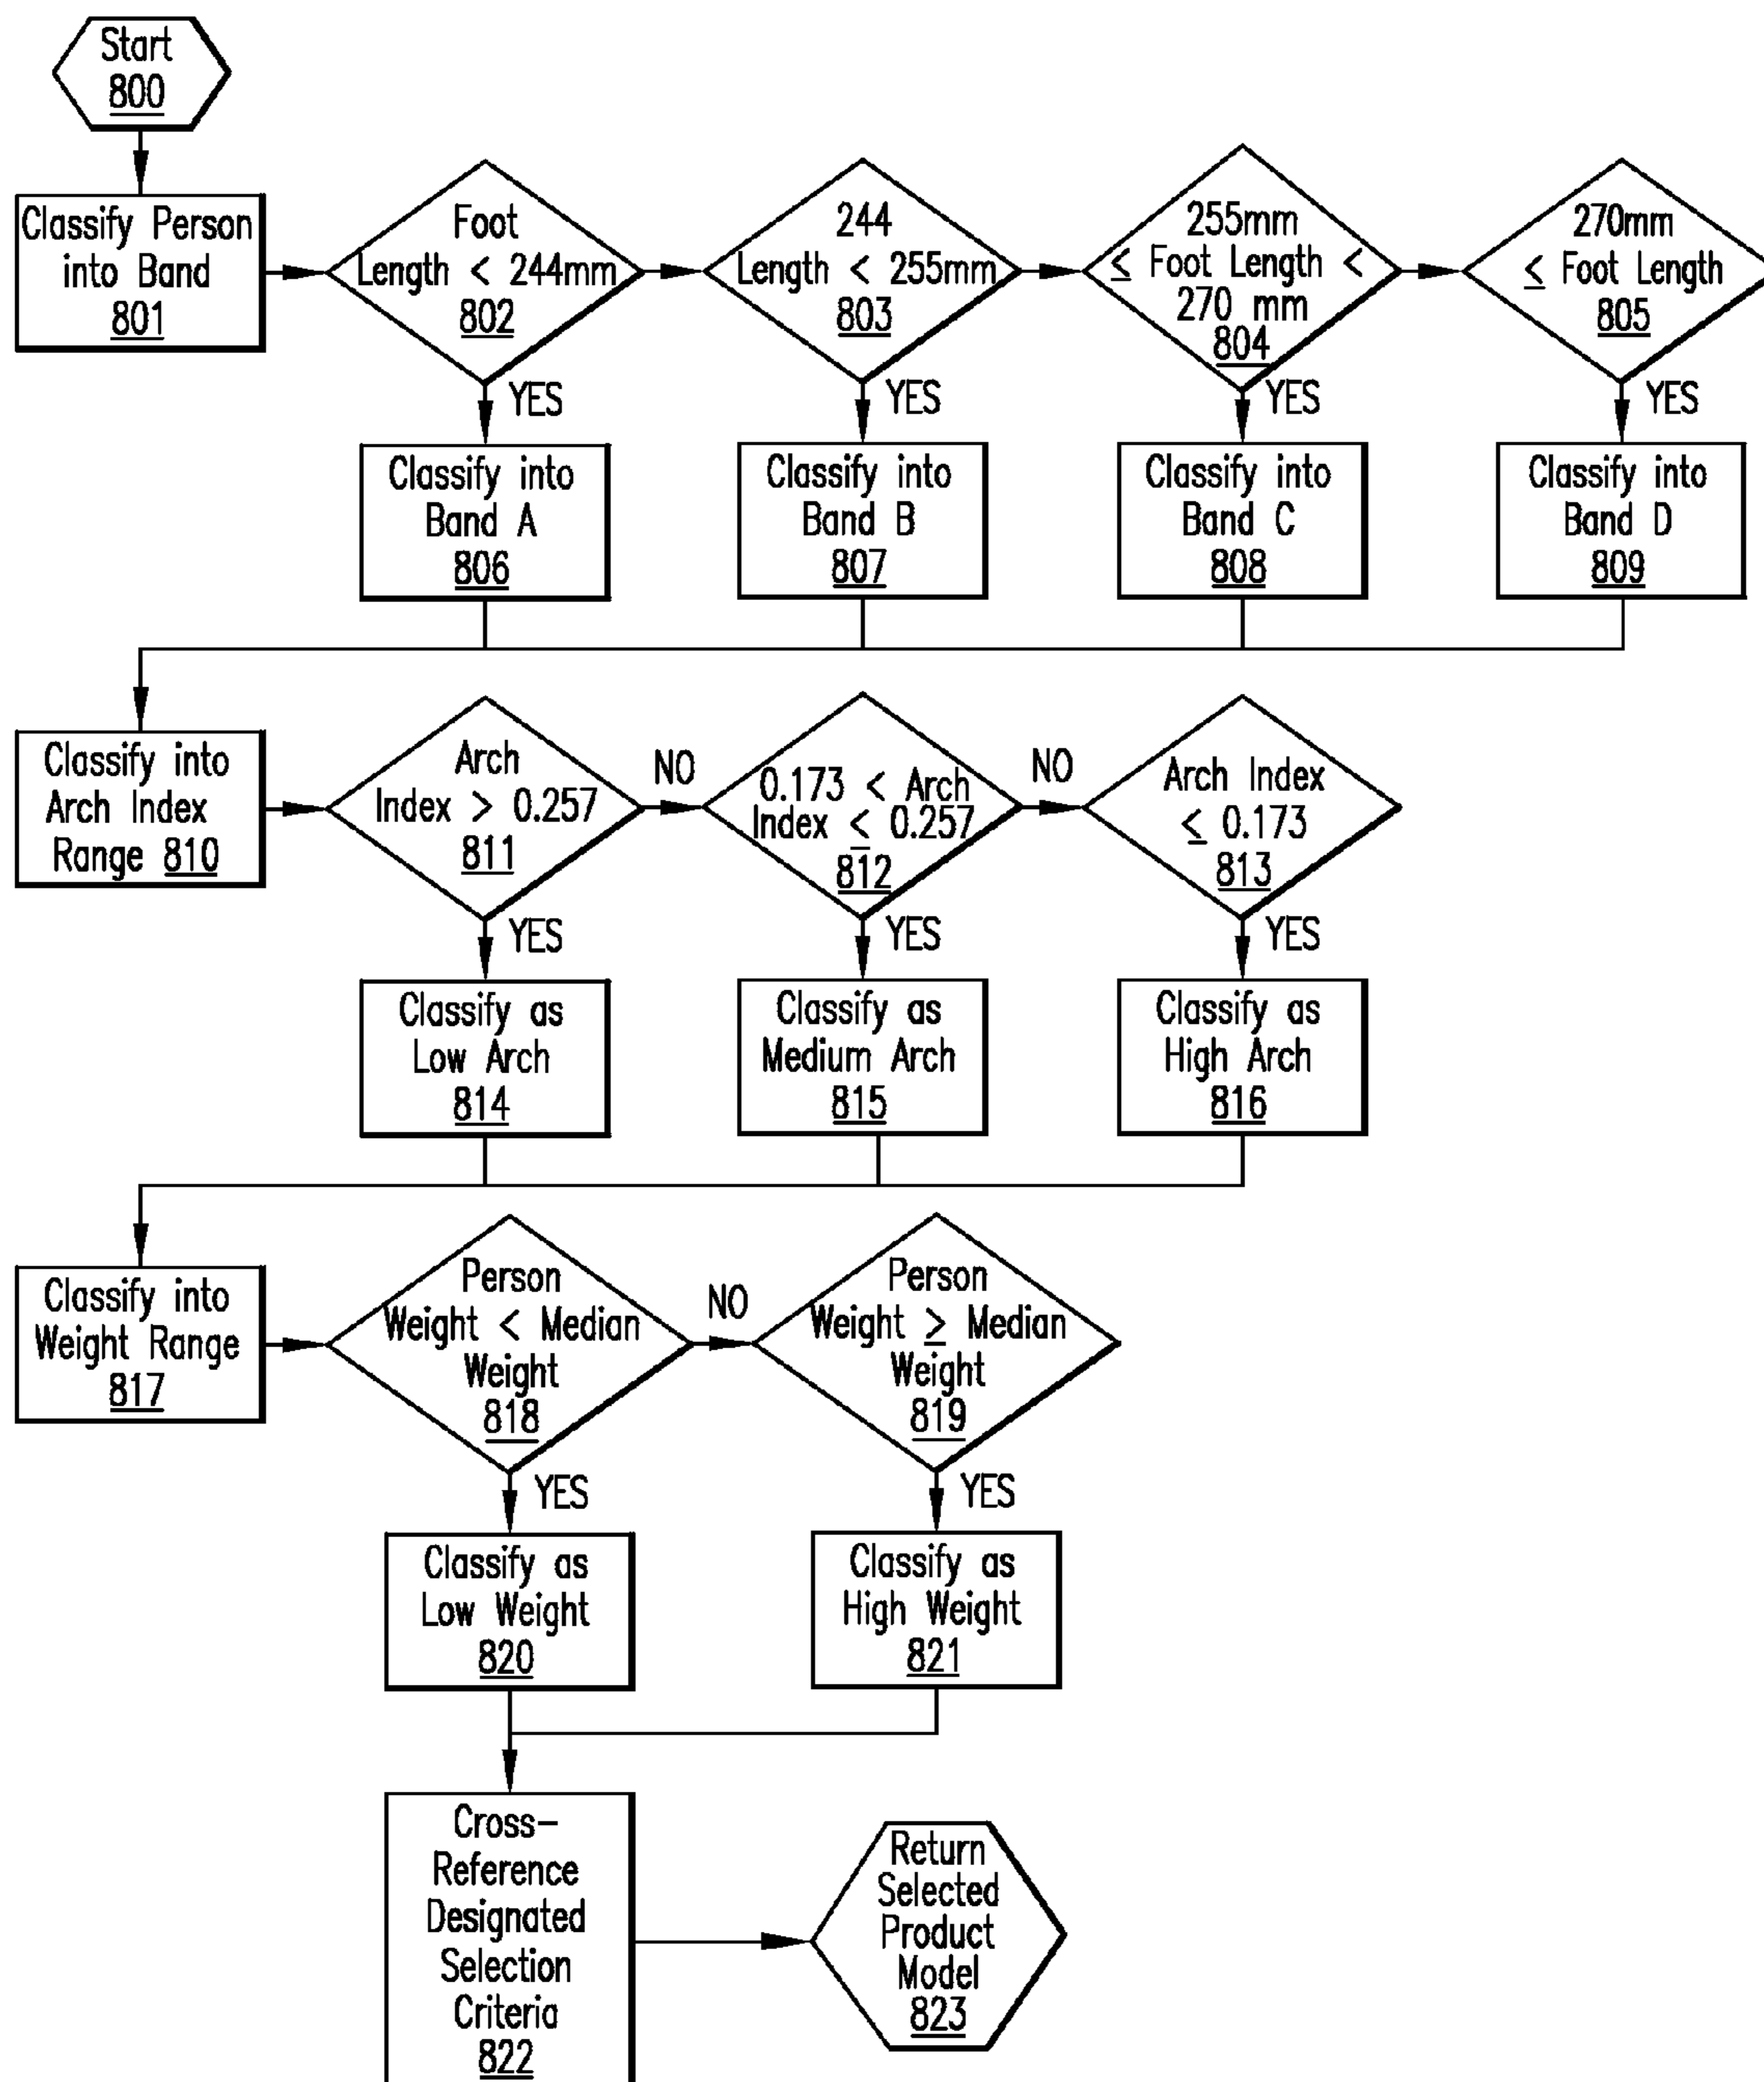 Start
800
Classify Person
into Band
801
Foot
Length < 244mm
802
244
Length < 255mm
803
255mm
≤ Foot Length <
270 mm
804
270mm
≤ Foot Length
805
YES
YES
YES
YES
Classify into
Band A
806
Classify into
Band B
807
Classify into
Band C
808
Classify into
Band D
809
Classify into
Arch Index
Range 810
Arch
Index > 0.257
811
NO
0.173 < Arch
Index ≤ 0.257
812
NO
Arch Index
≤ 0.173
813
YES
YES
YES
Classify as
Low Arch
814
Classify as
Medium Arch
815
Classify as
High Arch
816
Classify into
Weight Range
817
Person
Weight < Median
Weight
818
NO
Person
Weight ≥ Median
Weight
819
YES
YES
Classify as
Low Weight
820
Classify as
High Weight
821
Cross-
Reference
Designated
Selection
Criteria
822
Return
Selected
Product
Model
823